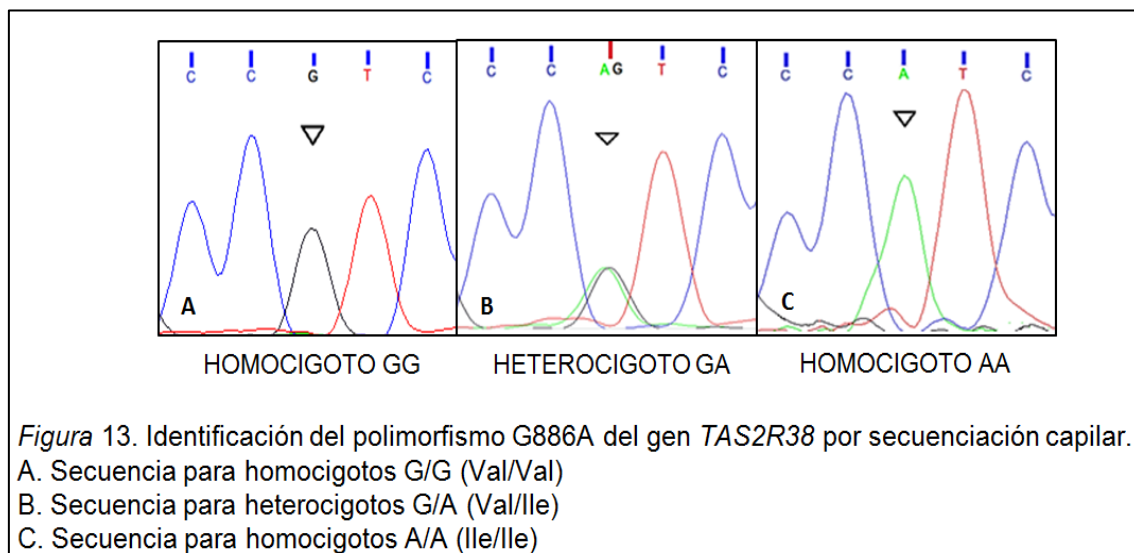 C C G T C
C C AG T C
C C A T C
A
B
C
HOMOCIGOTO GG
HETEROCIGOTO GA
HOMOCIGOTO AA
Figura 13. Identificación del polimorfismo G886A del gen TAS2R38 por secuenciación capilar.
A. Secuencia para homocigotos G/G (Val/Val)
B. Secuencia para heterocigotos G/A (Val/Ile)
C. Secuencia para homocigotos A/A (Ile/Ile)